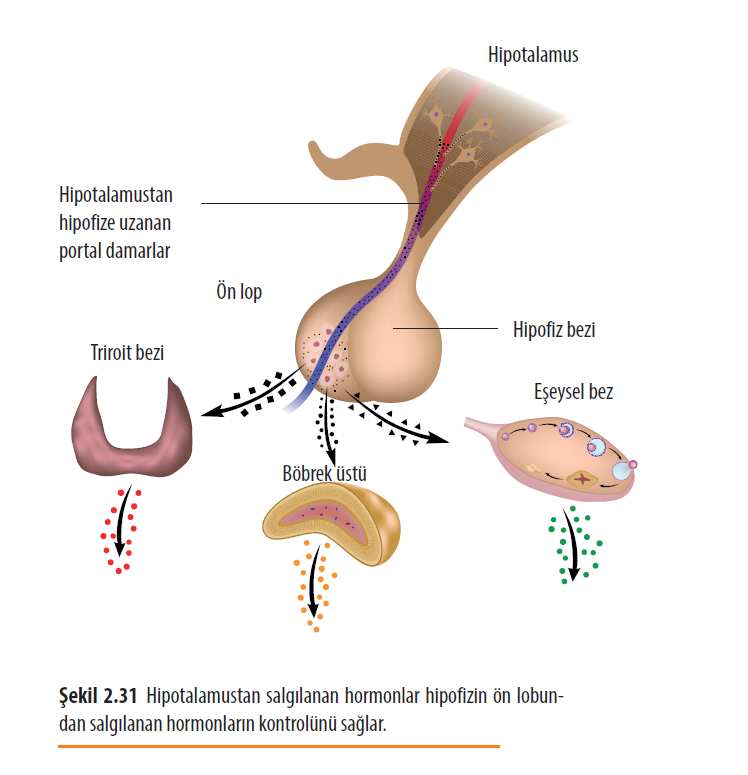 Hipotalamus
Hipotalamustan
hipofize uzanan
portal damarlar
Ön lop
Hipofiz bezi
Triroit bezi
Eşeysel bez
Böbrek üstü
Şekil 2.31 Hipotalamustan salgılanan hormonlar hipofizin ön lobun-
dan salgılanan hormonların kontrolünü sağlar.